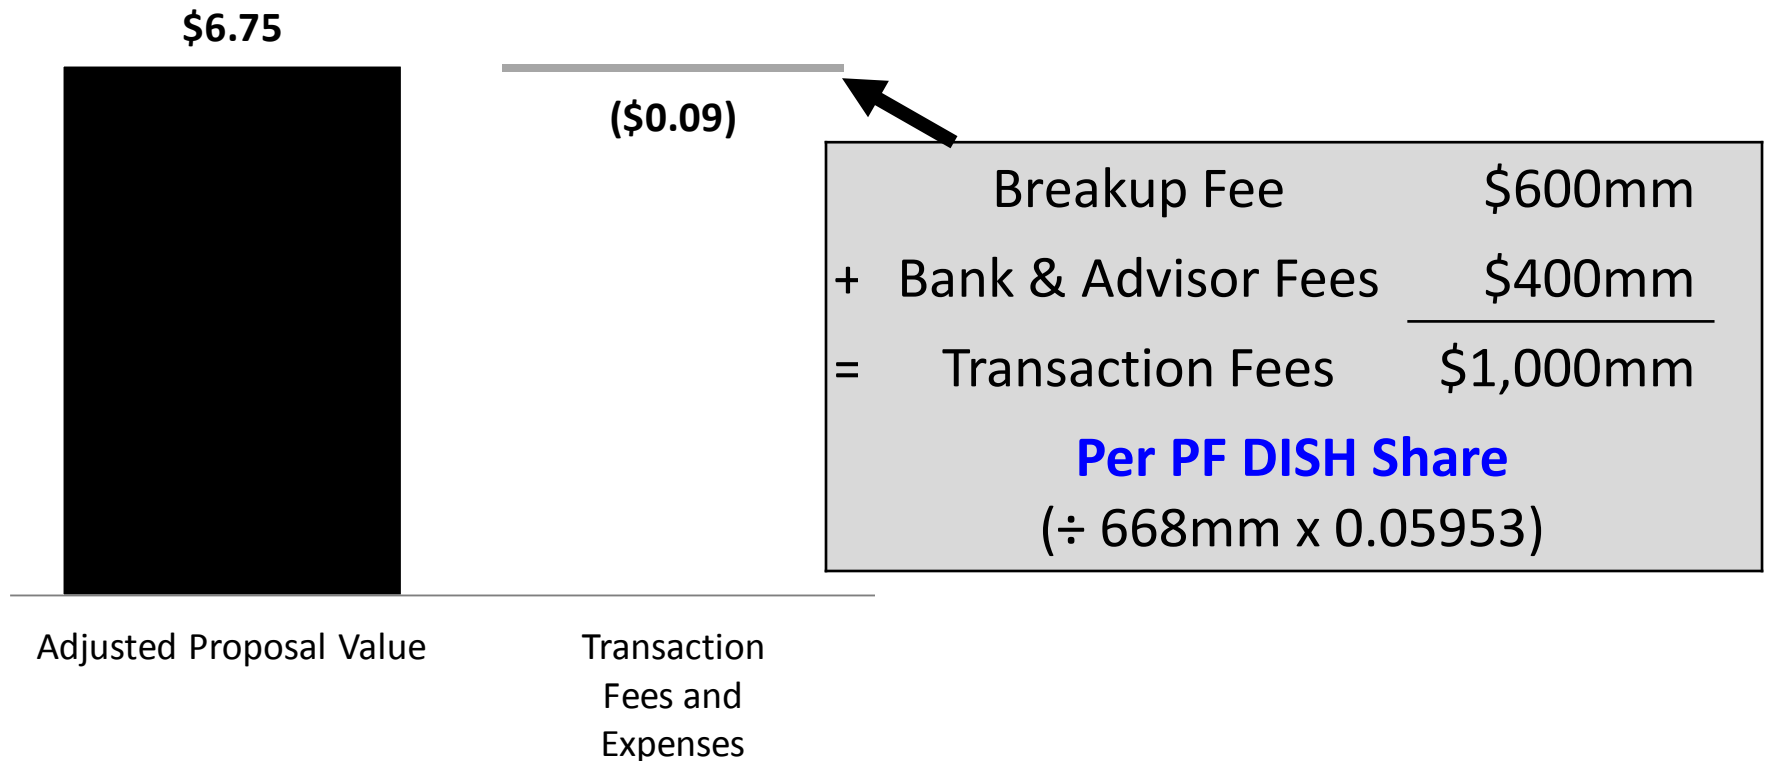 $6.75
($0.09)
Breakup Fee $600mm
+ Bank & Advisor Fees $400mm
= Transaction Fees $1,000mm
Per PF DISH Share
(÷ 668mm x 0.05953)
Adjusted Proposal Value
Transaction
Fees and
Expenses